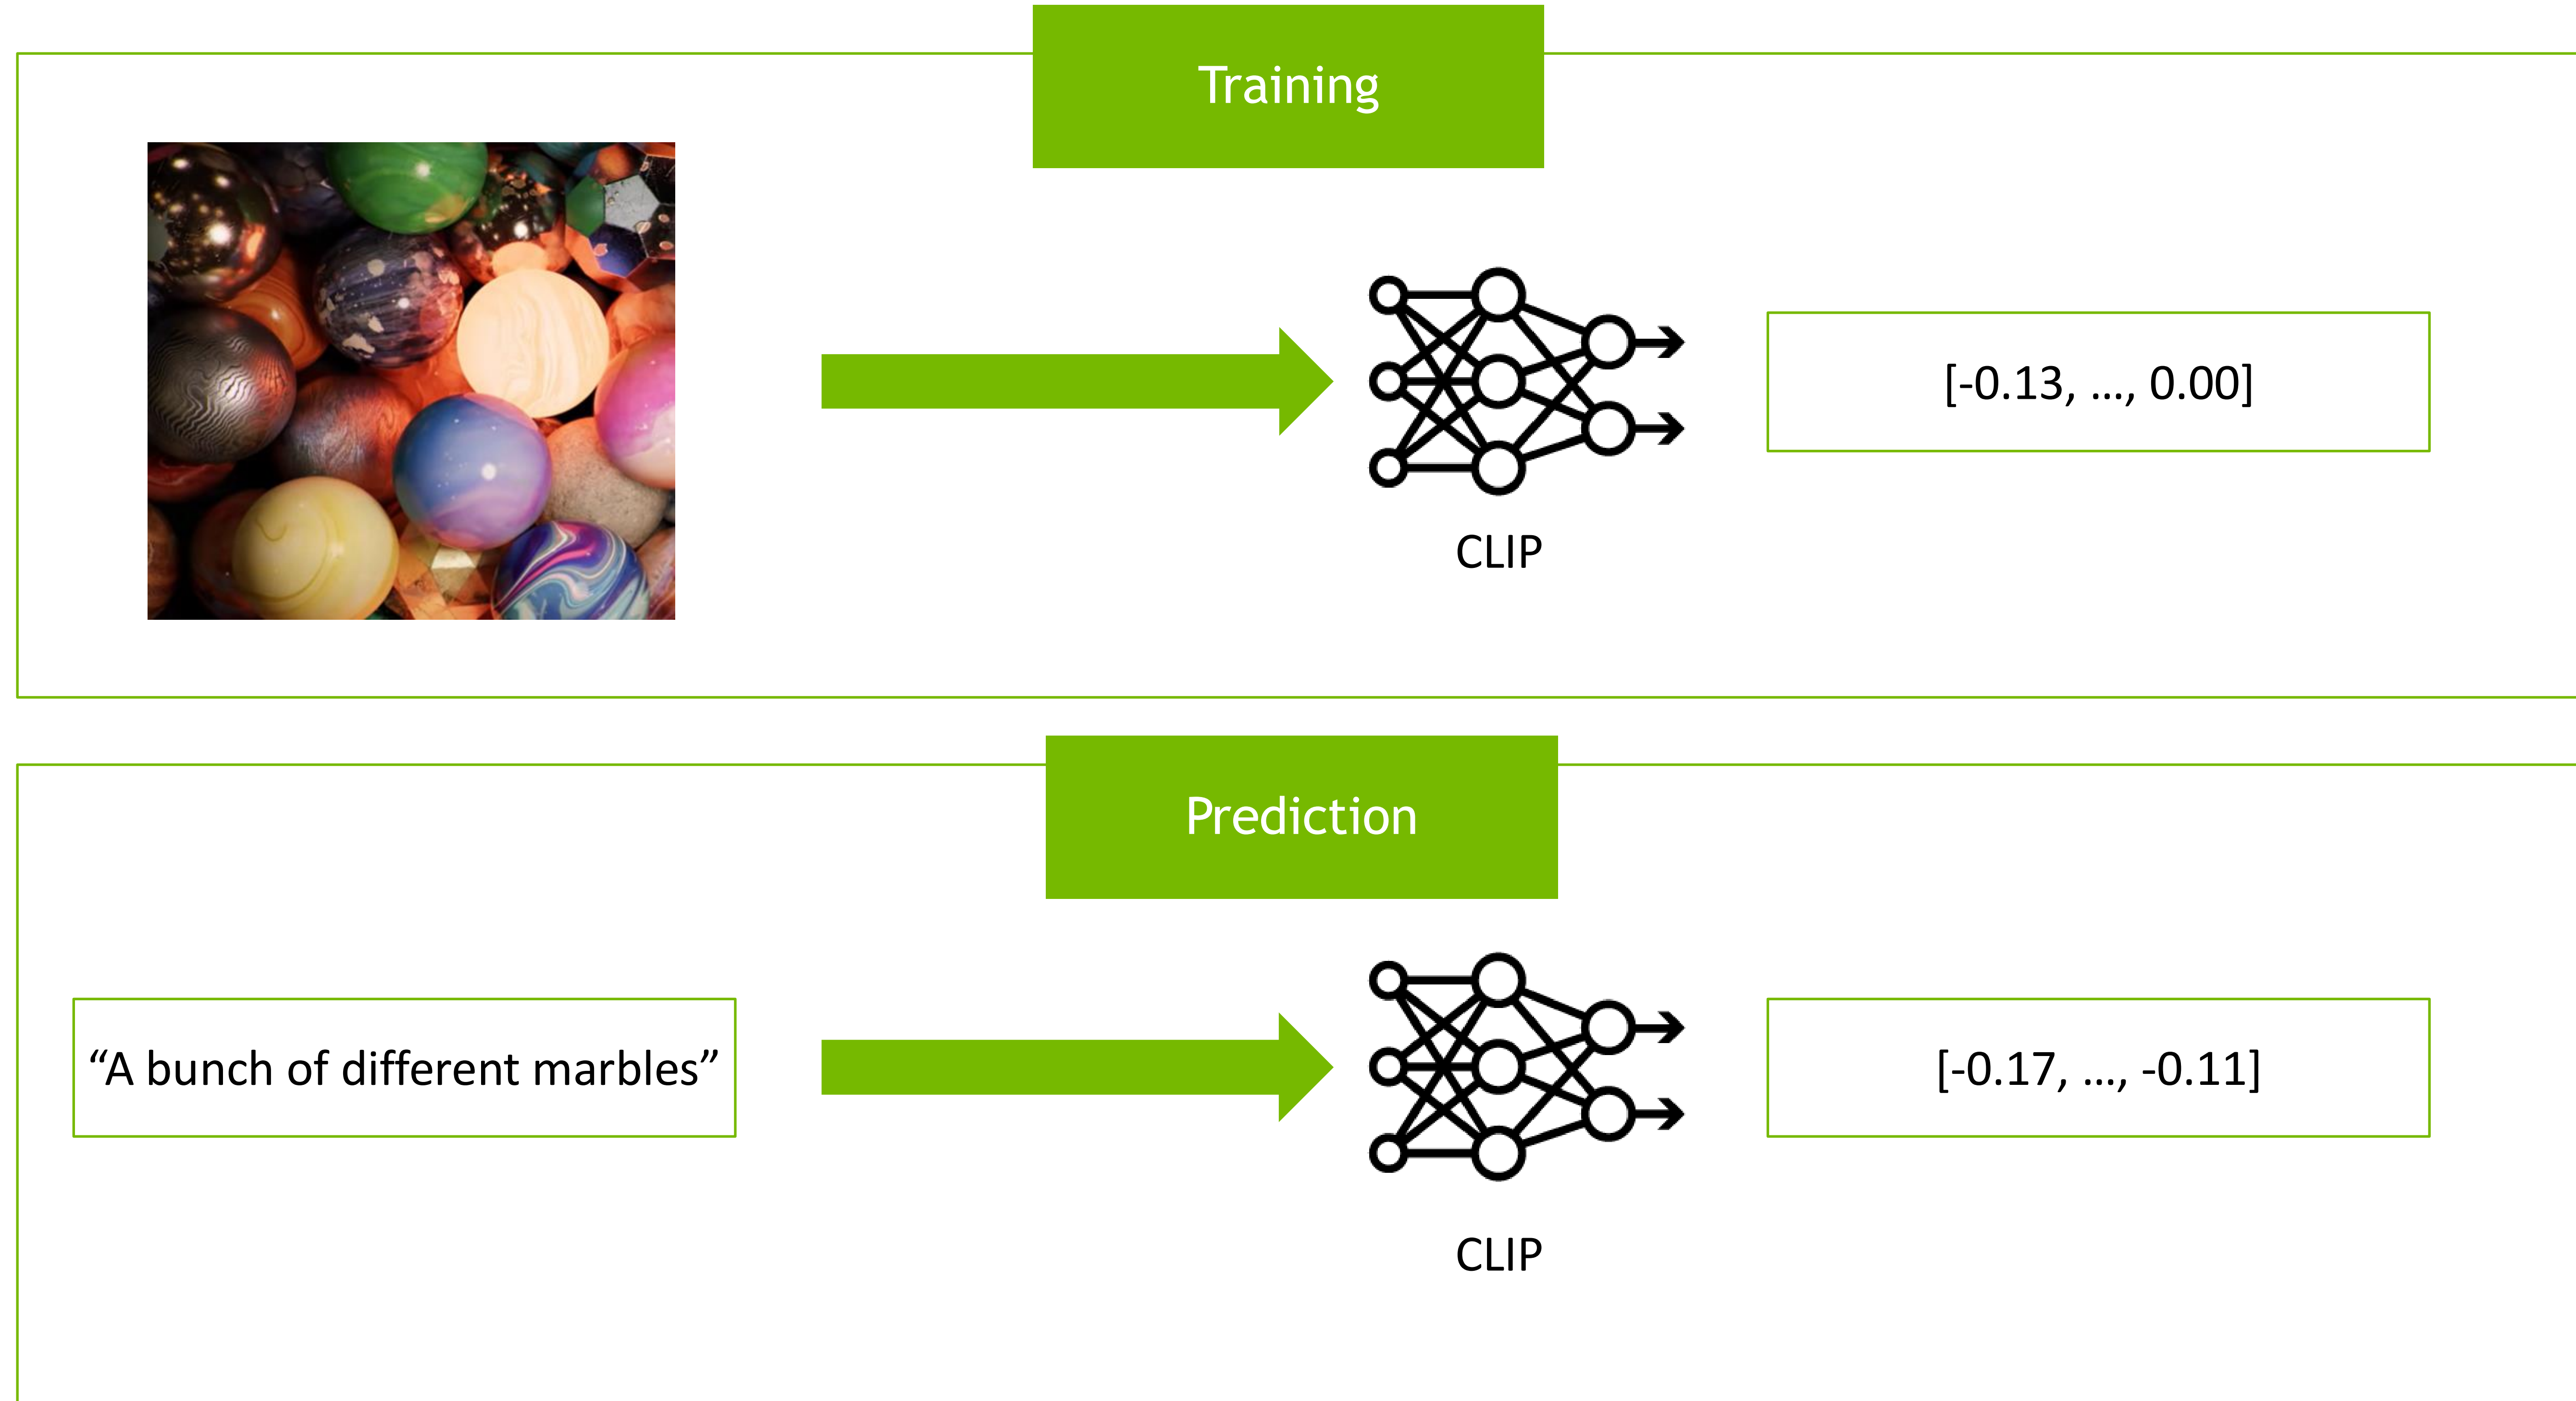 Training
[-0.13, …, 0.00]
CLIP
Prediction
“A bunch of different marbles”
[-0.17, …, -0.11]
CLIP